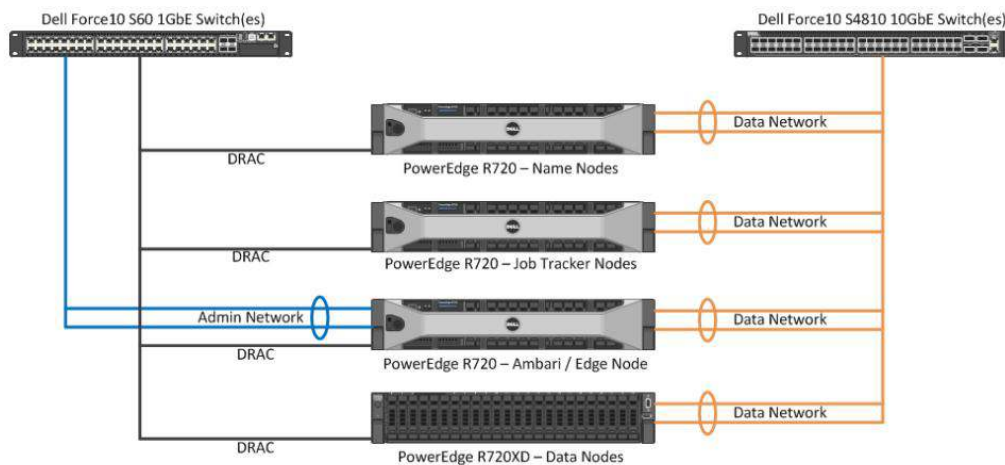 Dell Force10 S60 1GbE Switch(es)
Dell Force10 S4810 10GbE Switch(es)
Data Network
DRAC
PowerEdge R720 – Name Nodes
Data Network
DRAC
PowerEdge R720 – Job Tracker Nodes
Admin Network
Data Network
DRAC
PowerEdge R720 – Ambari / Edge Node
Data Network
DRAC
PowerEdge R720XD – Data Nodes